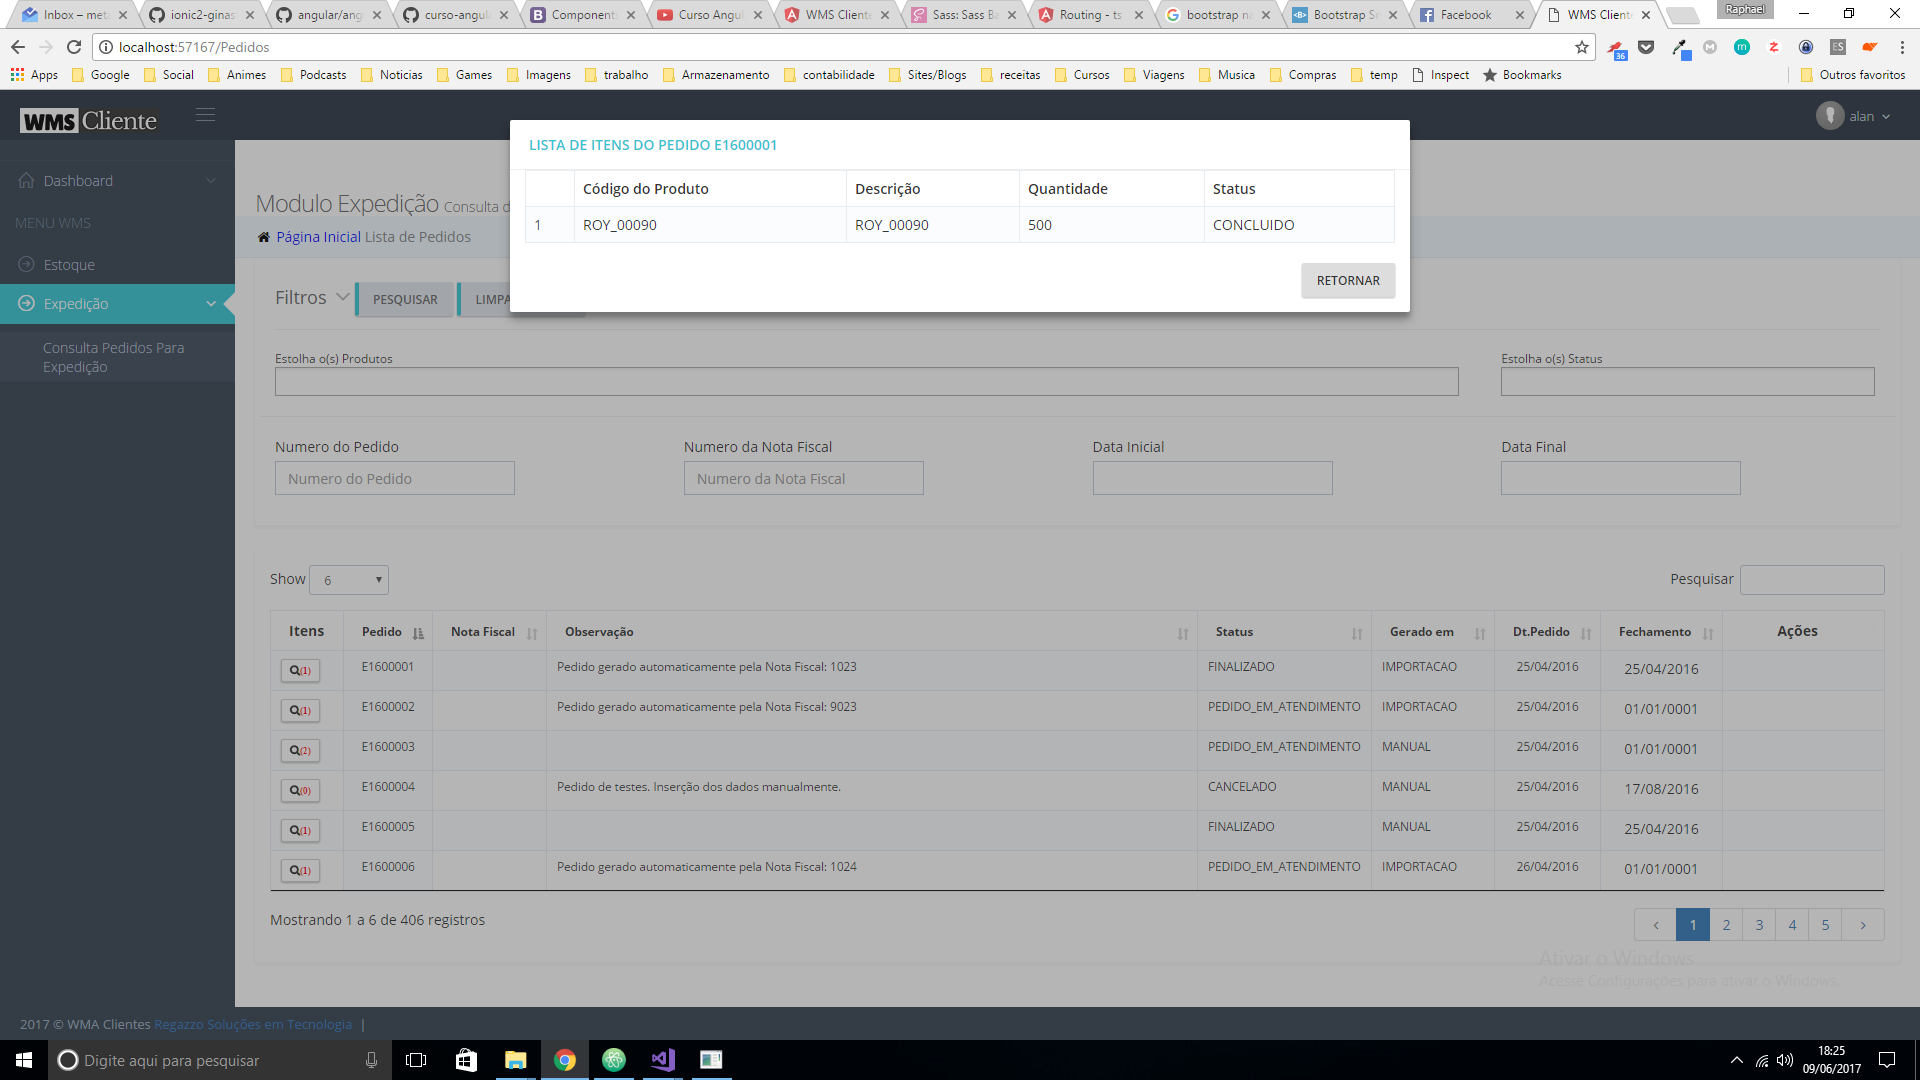 Inbox – met
ionic2-ginas
angular/ang
curso-angul
Component
Curso Angul
WMS Cliente
Sass: Sass Ba
Routing - ts
bootstrap na
Bootstrap Sn
Facebook
WMS Cliente
Raphael
localhost:57167/Pedidos
36
ES
Apps Google Social Animes Podcasts Noticias Games Imagens trabalho Armazenamento contabilidade Sites/Blogs receitas Cursos Viagens Musica Compras temp Inspect Bookmarks Outros favoritos
WMS Cliente
alan
LISTA DE ITENS DO PEDIDO E1600001
Código do Produto Descrição Quantidade Status
1 ROY_00090 ROY_00090 500 CONCLUIDO
RETORNAR
Dashboard
MENU WMS
Estoque
Expedição
Consulta Pedidos Para
Expedição
Modulo Expedição Consulta d
Página Inicial Lista de Pedidos
Filtros PESQUISAR LIMPA
Estolha o(s) Produtos Estolha o(s) Status
Numero do Pedido Numero da Nota Fiscal Data Inicial Data Final
Numero do Pedido Numero da Nota Fiscal
Show 6 Pesquisar
Itens Pedido Nota Fiscal Observação Status Gerado em Dt.Pedido Fechamento Ações
(1) E1600001 Pedido gerado automaticamente pela Nota Fiscal: 1023 FINALIZADO IMPORTACAO 25/04/2016 25/04/2016
(1) E1600002 Pedido gerado automaticamente pela Nota Fiscal: 9023 PEDIDO_EM_ATENDIMENTO IMPORTACAO 25/04/2016 01/01/0001
(2) E1600003 PEDIDO_EM_ATENDIMENTO MANUAL 25/04/2016 01/01/0001
(0) E1600004 Pedido de testes. Inserção dos dados manualmente. CANCELADO MANUAL 25/04/2016 17/08/2016
(1) E1600005 FINALIZADO MANUAL 25/04/2016 25/04/2016
(1) E1600006 Pedido gerado automaticamente pela Nota Fiscal: 1024 PEDIDO_EM_ATENDIMENTO IMPORTACAO 26/04/2016 01/01/0001
Mostrando 1 a 6 de 406 registros
‹ 1 2 3 4 5 ›
Ativar o Windows
Acesse Configurações para ativar o Windows.
2017 © WMA Clientes Regazzo Soluções em Tecnologia |
Digite aqui para pesquisar
18:25
09/06/2017